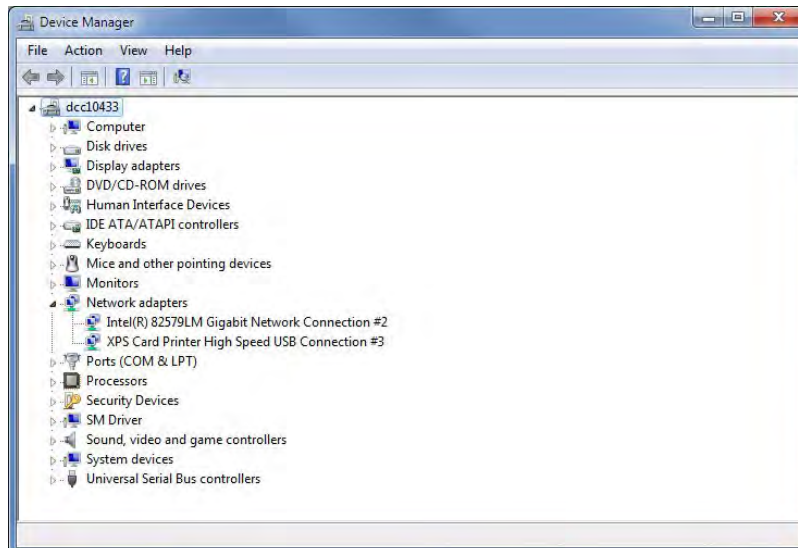 Device Manager
File Action View Help
dcc10433
Computer
Disk drives
Display adapters
DVD/CD-ROM drives
Human Interface Devices
IDE ATA/ATAPI controllers
Keyboards
Mice and other pointing devices
Monitors
Network adapters
Intel(R) 82579LM Gigabit Network Connection #2
XPS Card Printer High Speed USB Connection #3
Ports (COM & LPT)
Processors
Security Devices
SM Driver
Sound, video and game controllers
System devices
Universal Serial Bus controllers